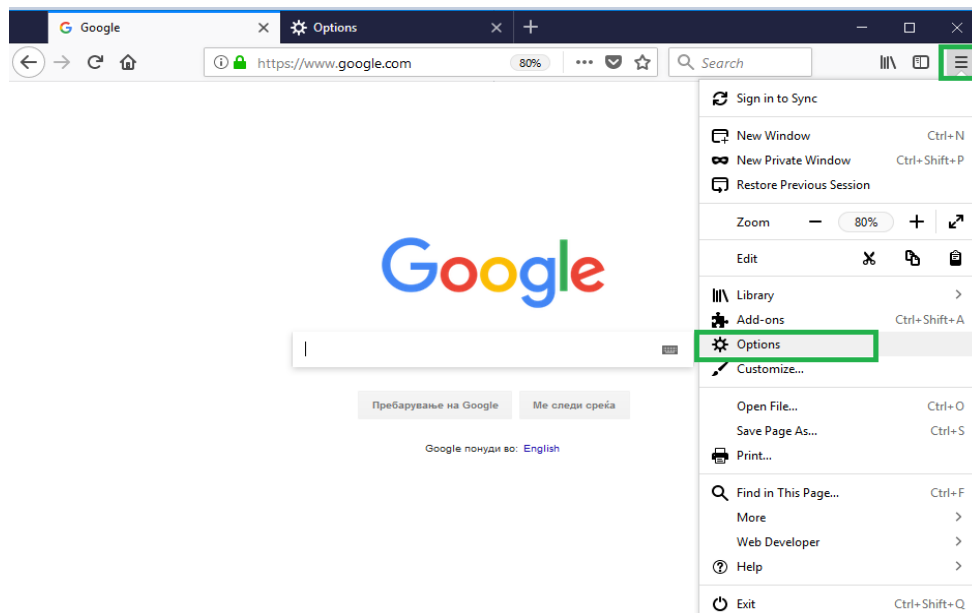 Google
Options
https://www.google.com
80%
Search
Sign in to Sync
New Window Ctrl+N
New Private Window Ctrl+Shift+P
Restore Previous Session
Zoom 80%
Edit
Library
Add-ons Ctrl+Shift+A
Options
Customize...
Open File... Ctrl+O
Save Page As... Ctrl+S
Print...
Find in This Page... Ctrl+F
More
Web Developer
Help
Exit Ctrl+Shift+Q
Google
Пребарување на Google
Ме следи среќа
Google понуди во: English